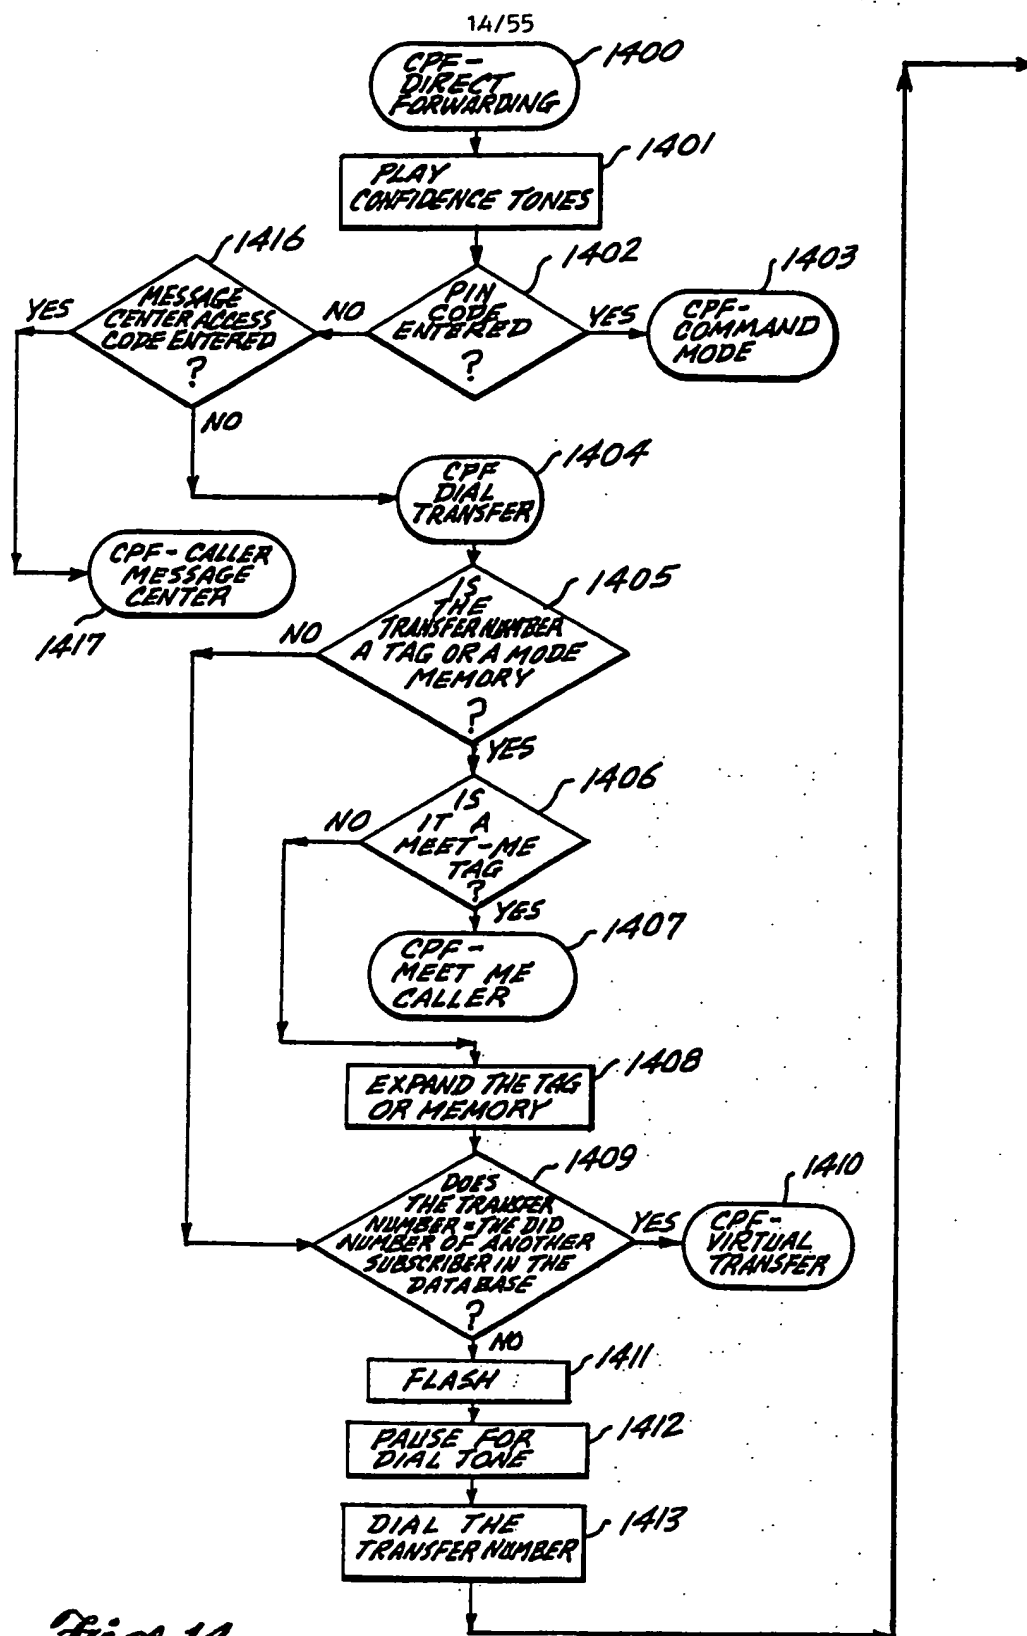 14/55
CPF-
DIRECT
FORWARDING
1400
PLAY
CONFIDENCE TONES
1401
1416
MESSAGE
CENTER ACCESS
CODE ENTERED
?
YES
NO
NO
PIN
CODE
ENTERED
?
1402
YES
CPF-
COMMAND
MODE
1403
CPF
DIAL
TRANSFER
1404
CPF-CALLER
MESSAGE
CENTER
1417
IS
THE
TRANSFER NUMBER
A TAG OR A MODE
MEMORY
?
1405
NO
YES
IS
IT A
MEET-ME
TAG
?
1406
NO
YES
CPF-
MEET ME
CALLER
1407
EXPAND THE TAG
OR MEMORY
1408
DOES
THE TRANSFER
NUMBER = THE DID
NUMBER OF ANOTHER
SUBSCRIBER IN THE
DATABASE
?
1409
YES
CPF-
VIRTUAL
TRANSFER
1410
NO
FLASH
1411
PAUSE FOR
DIAL TONE
1412
DIAL THE
TRANSFER NUMBER
1413
Fig. 14